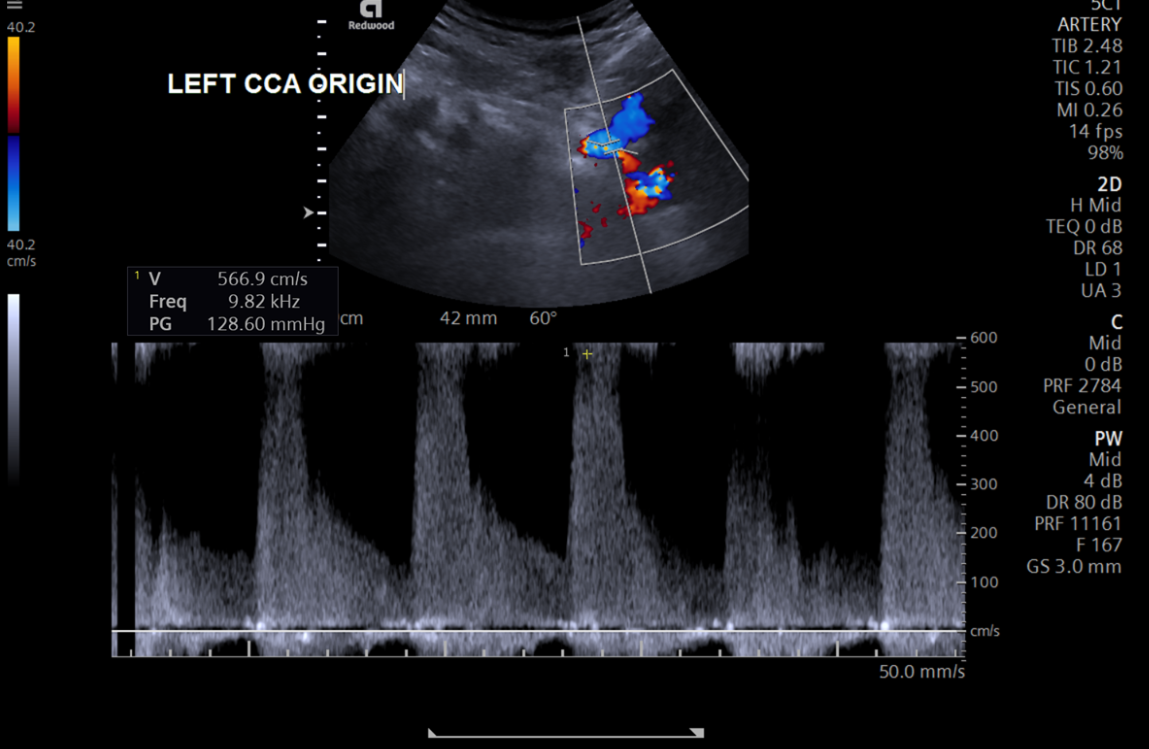 40.2
Redwood
LEFT CCA ORIGIN
40.2
cm/s
1 V 566.9 cm/s
Freq 9.82 kHz
PG 128.60 mmHg
cm 42 mm 60°
1
600
500
400
300
200
100
cm/s
50.0 mm/s
5C1
ARTERY
TIB 2.48
TIC 1.21
TIS 0.60
MI 0.26
14 fps
98%
2D
H Mid
TEQ 0 dB
DR 68
LD 1
UA 3
C
Mid
0 dB
PRF 2784
General
PW
Mid
4 dB
DR 80 dB
PRF 11161
F 167
GS 3.0 mm